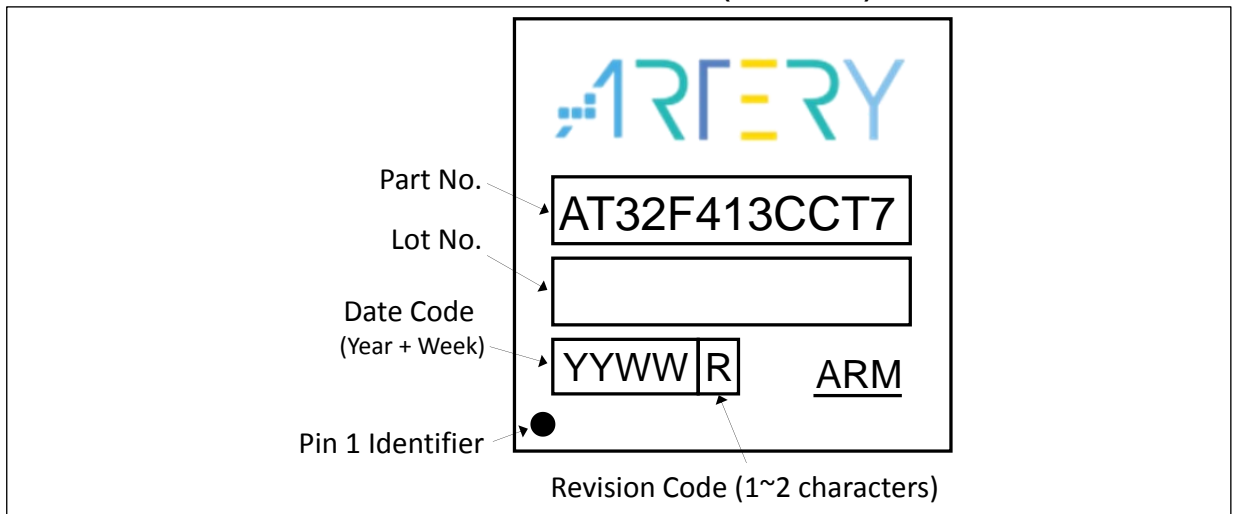 ARTERY
Part No.
AT32F413CCT7
Lot No.
Date Code
(Year + Week)
YYWW R ARM
Pin 1 Identifier
Revision Code (1~2 characters)